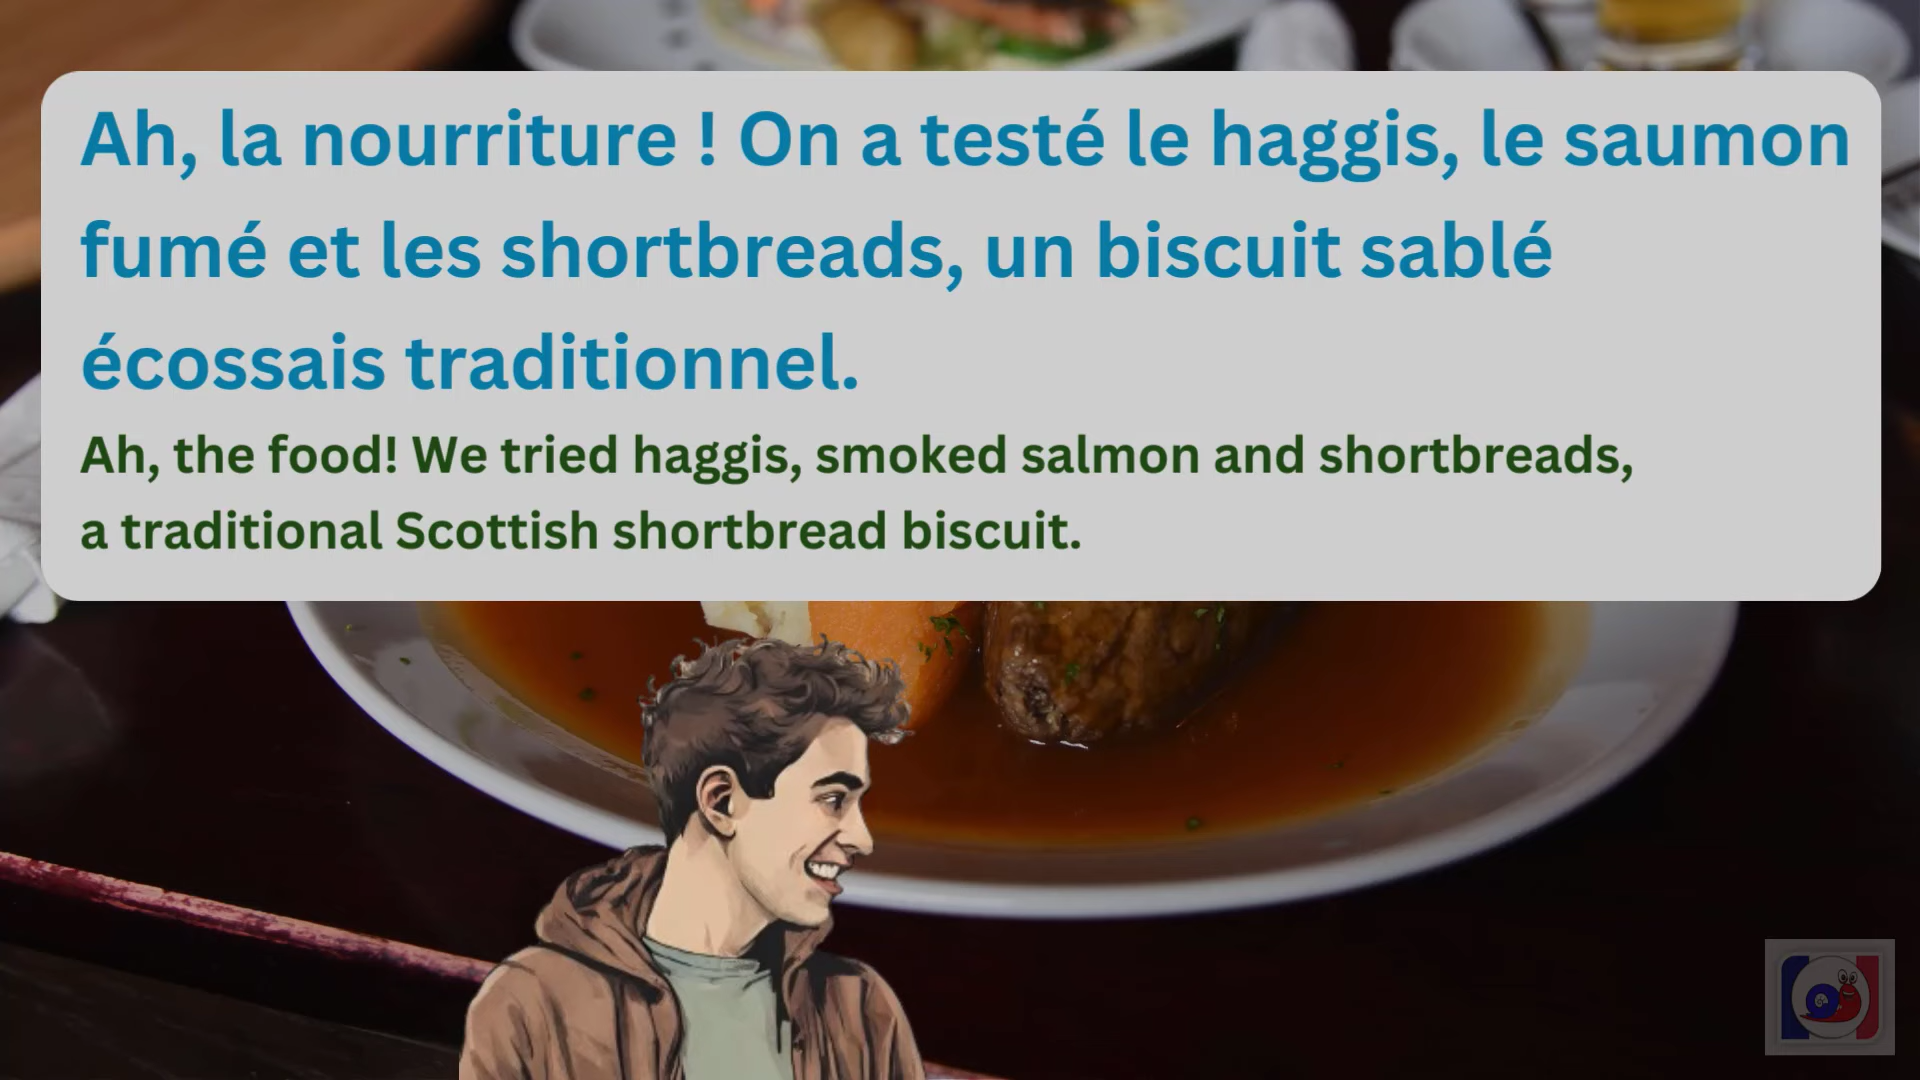 Ah, la nourriture ! On a testé le haggis, le saumon
fumé et les shortbreads, un biscuit sablé
écossais traditionnel.
Ah, the food! We tried haggis, smoked salmon and shortbreads,
a traditional Scottish shortbread biscuit.